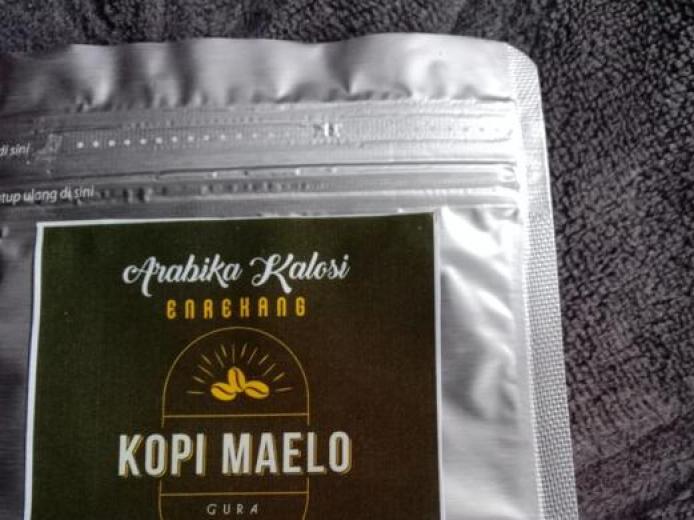 di sini
tup ulang di sini
Arabika Kalosi
ENREKANG
KOPI MAELO
GURA